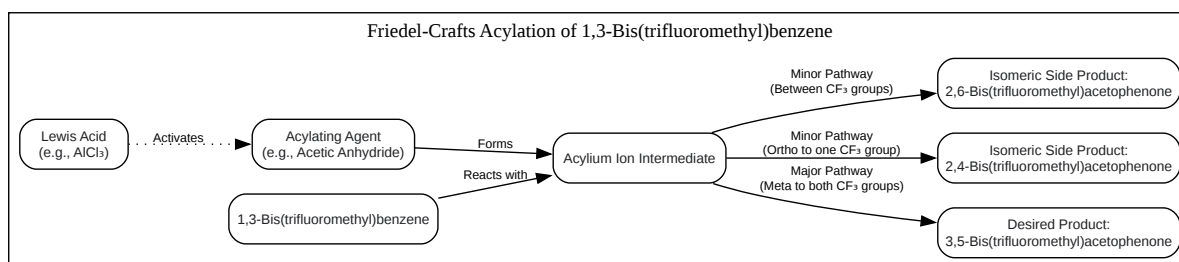 Friedel-Crafts Acylation of 1,3-Bis(trifluoromethyl)benzene
Lewis Acid
(e.g., AlCl₃)
Activates
Acylating Agent
(e.g., Acetic Anhydride)
Forms
1,3-Bis(trifluoromethyl)benzene
Reacts with
Acylium Ion Intermediate
Minor Pathway
(Between CF₃ groups)
Isomeric Side Product:
2,6-Bis(trifluoromethyl)acetophenone
Minor Pathway
(Ortho to one CF₃ group)
Isomeric Side Product:
2,4-Bis(trifluoromethyl)acetophenone
Major Pathway
(Meta to both CF₃ groups)
Desired Product:
3,5-Bis(trifluoromethyl)acetophenone